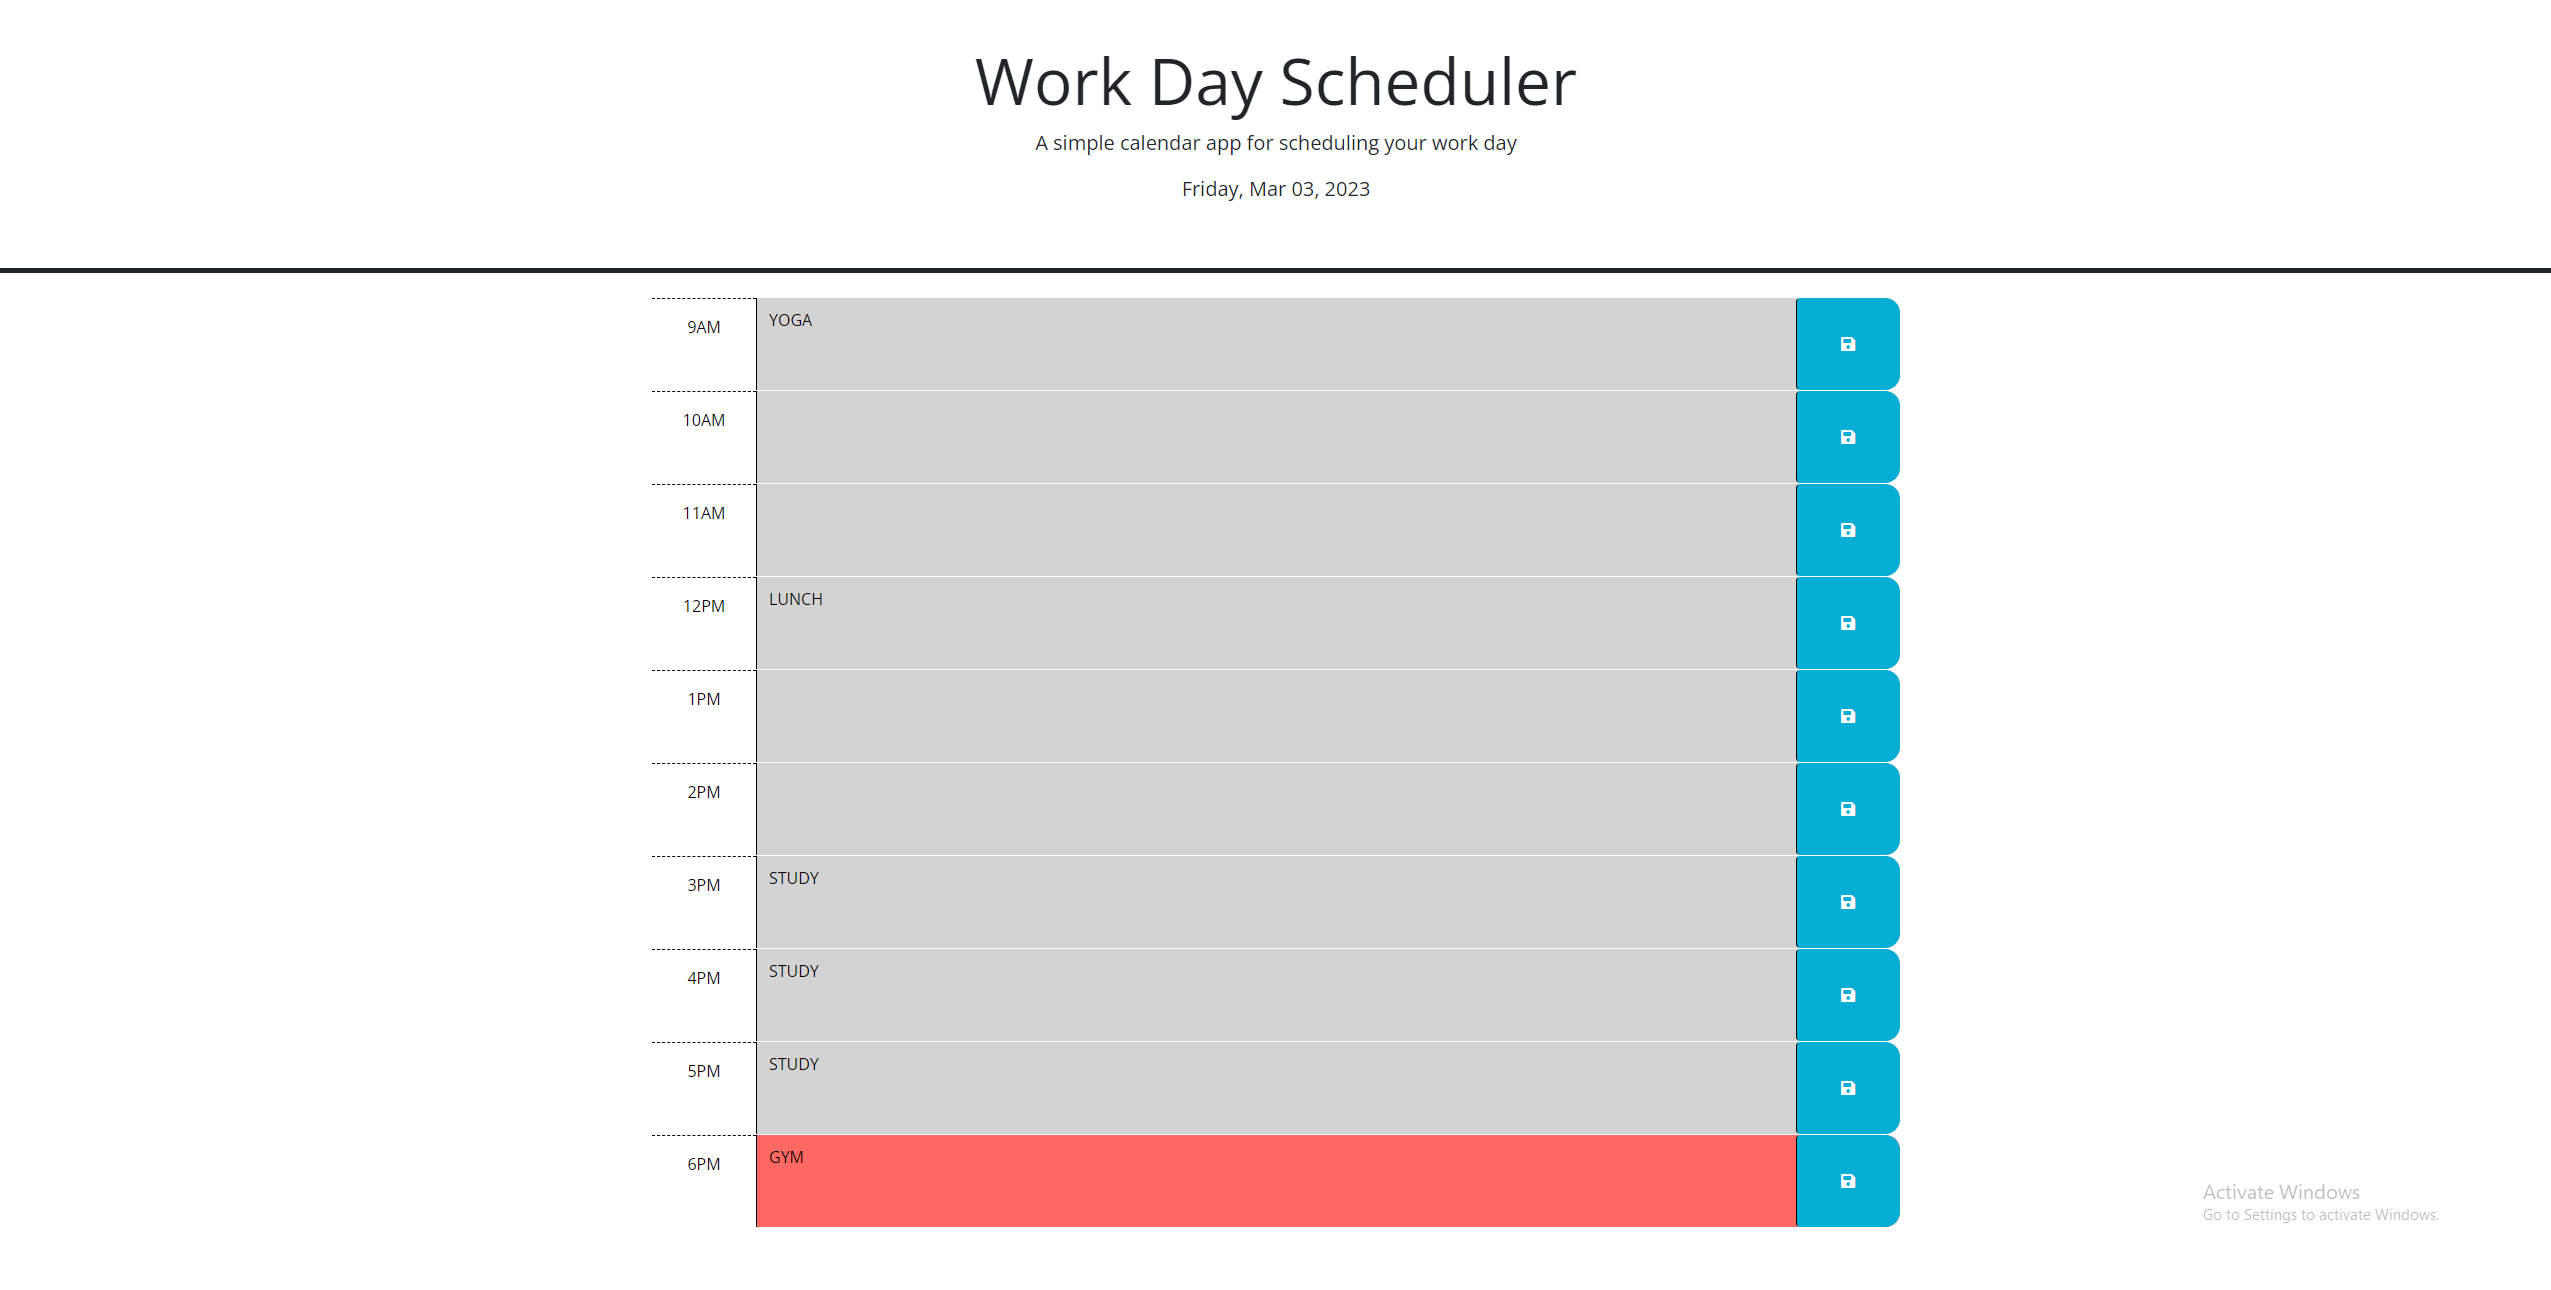 Work Day Scheduler
A simple calendar app for scheduling your work day
Friday, Mar 03, 2023
9AM YOGA
10AM
11AM
12PM LUNCH
1PM
2PM
3PM STUDY
4PM STUDY
5PM STUDY
6PM GYM
Activate Windows
Go to Settings to activate Windows.